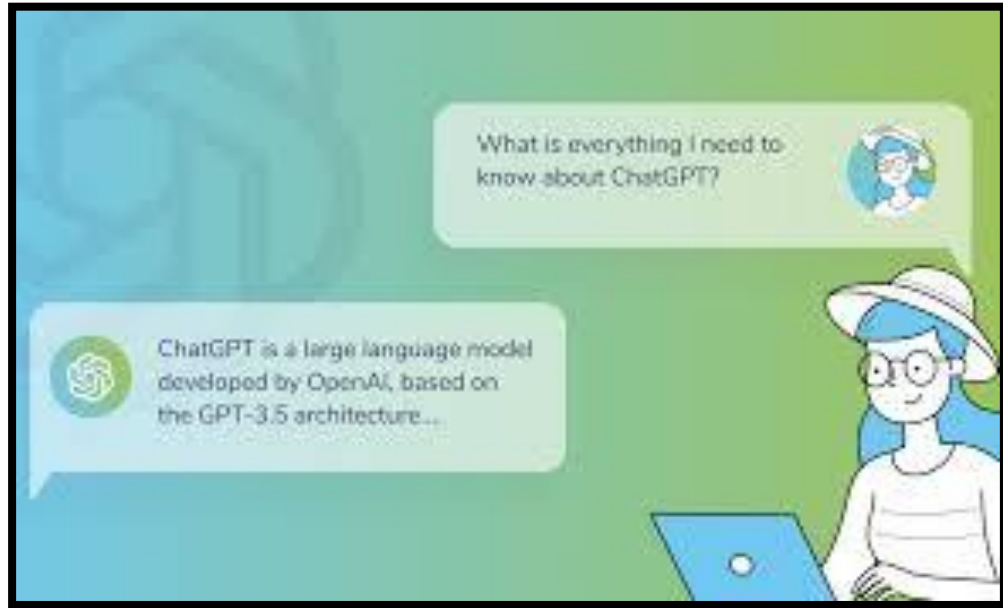 What is everything I need to
know about ChatGPT?
ChatGPT is a large language model
developed by OpenAI, based on
the GPT-3.5 architecture...